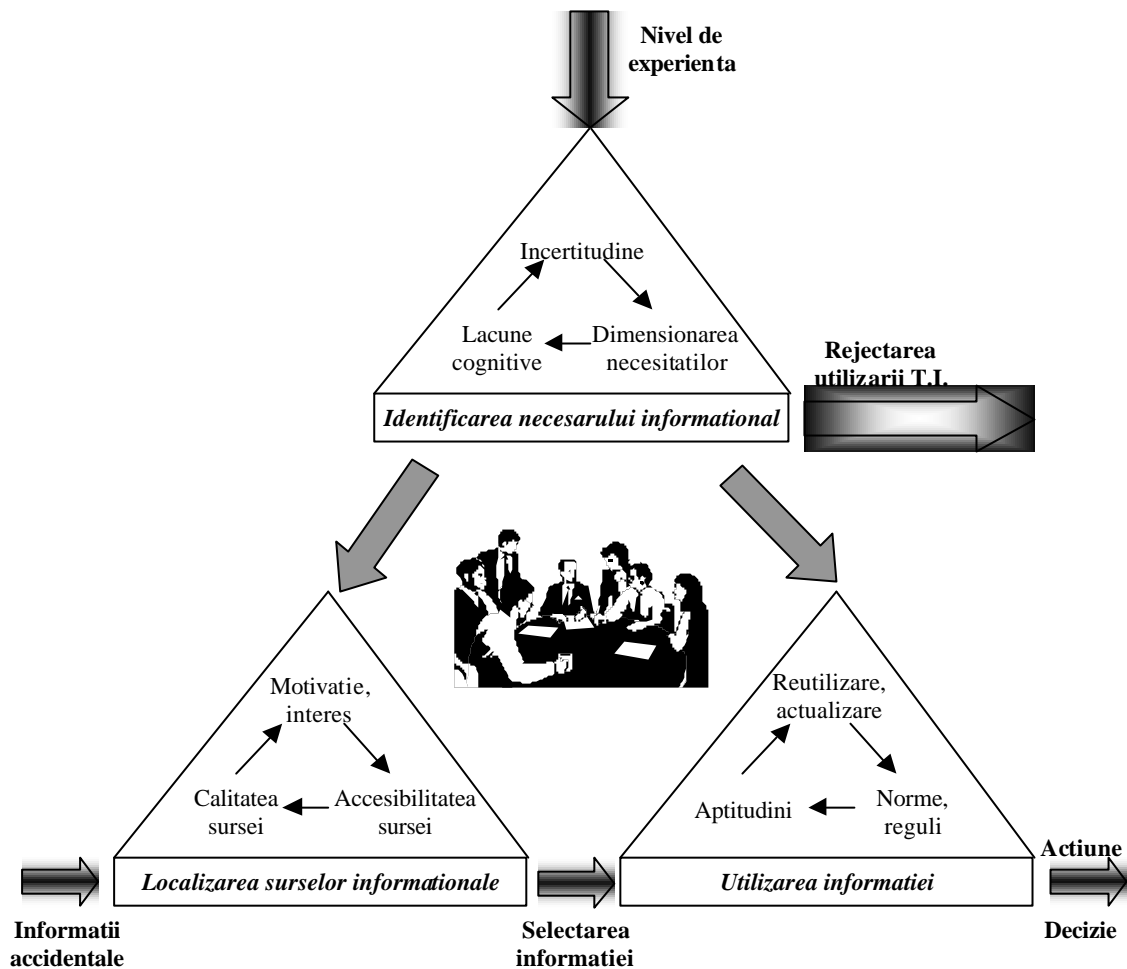 Nivel de
experienta
Incertitudine
Lacune
cognitive
Dimensionarea
necesitatilor
Rejectarea
utilizarii T.I.
Identificarea necesarului informational
Motivatie,
interes
Calitatea
sursei
Accesibilitatea
sursei
Reutilizare,
actualizare
Aptitudini
Norme,
reguli
Localizarea surselor informationale
Utilizarea informatiei
Actiune
Informatii
accidentale
Selectarea
informatiei
Decizie